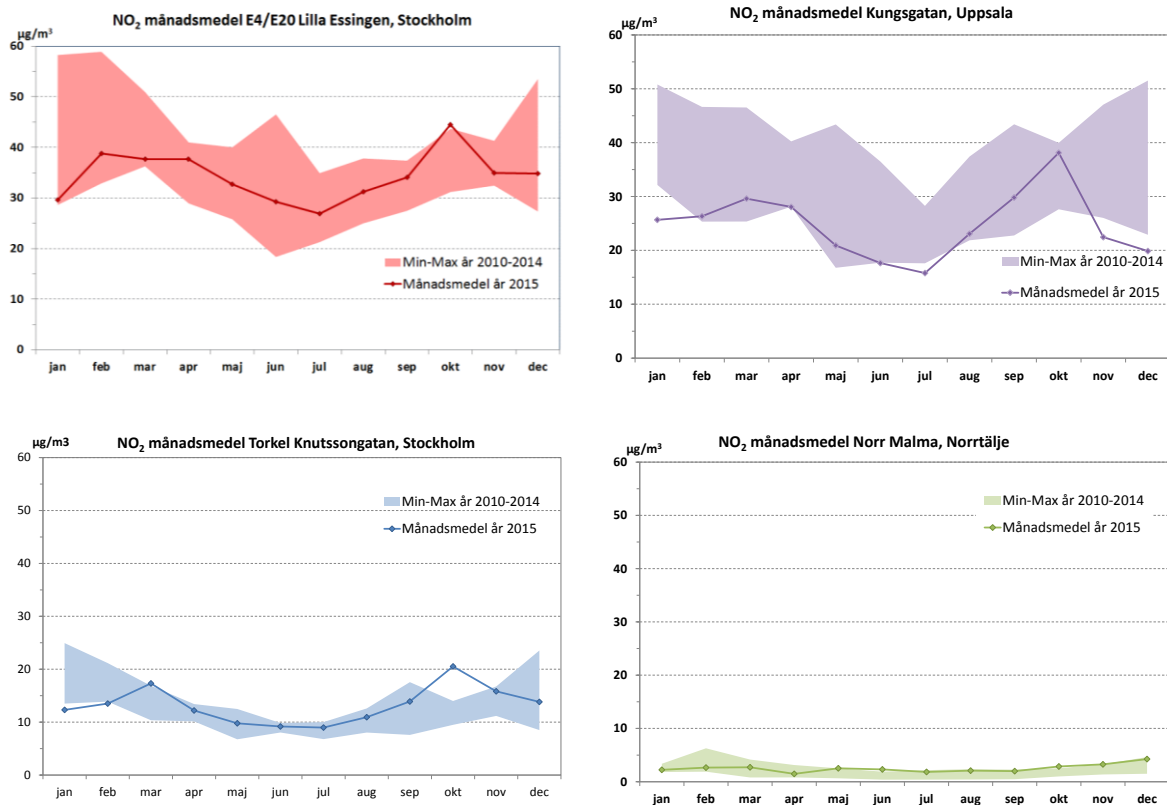 NO₂ månadsmedel E4/E20 Lilla Essingen, Stockholm
µg/m³
60
50
40
30
20
10
0
Min-Max år 2010-2014
Månadsmedel år 2015
jan feb mar apr maj jun jul aug sep okt nov dec
NO₂ månadsmedel Kungsgatan, Uppsala
µg/m³
60
50
40
30
20
10
0
Min-Max år 2010-2014
Månadsmedel år 2015
jan feb mar apr maj jun jul aug sep okt nov dec
NO₂ månadsmedel Torkel Knutssongatan, Stockholm
µg/m3
60
50
40
30
20
10
0
Min-Max år 2010-2014
Månadsmedel år 2015
jan feb mar apr maj jun jul aug sep okt nov dec
NO₂ månadsmedel Norr Malma, Norrtälje
µg/m³
60
50
40
30
20
10
0
Min-Max år 2010-2014
Månadsmedel år 2015
jan feb mar apr maj jun jul aug sep okt nov dec